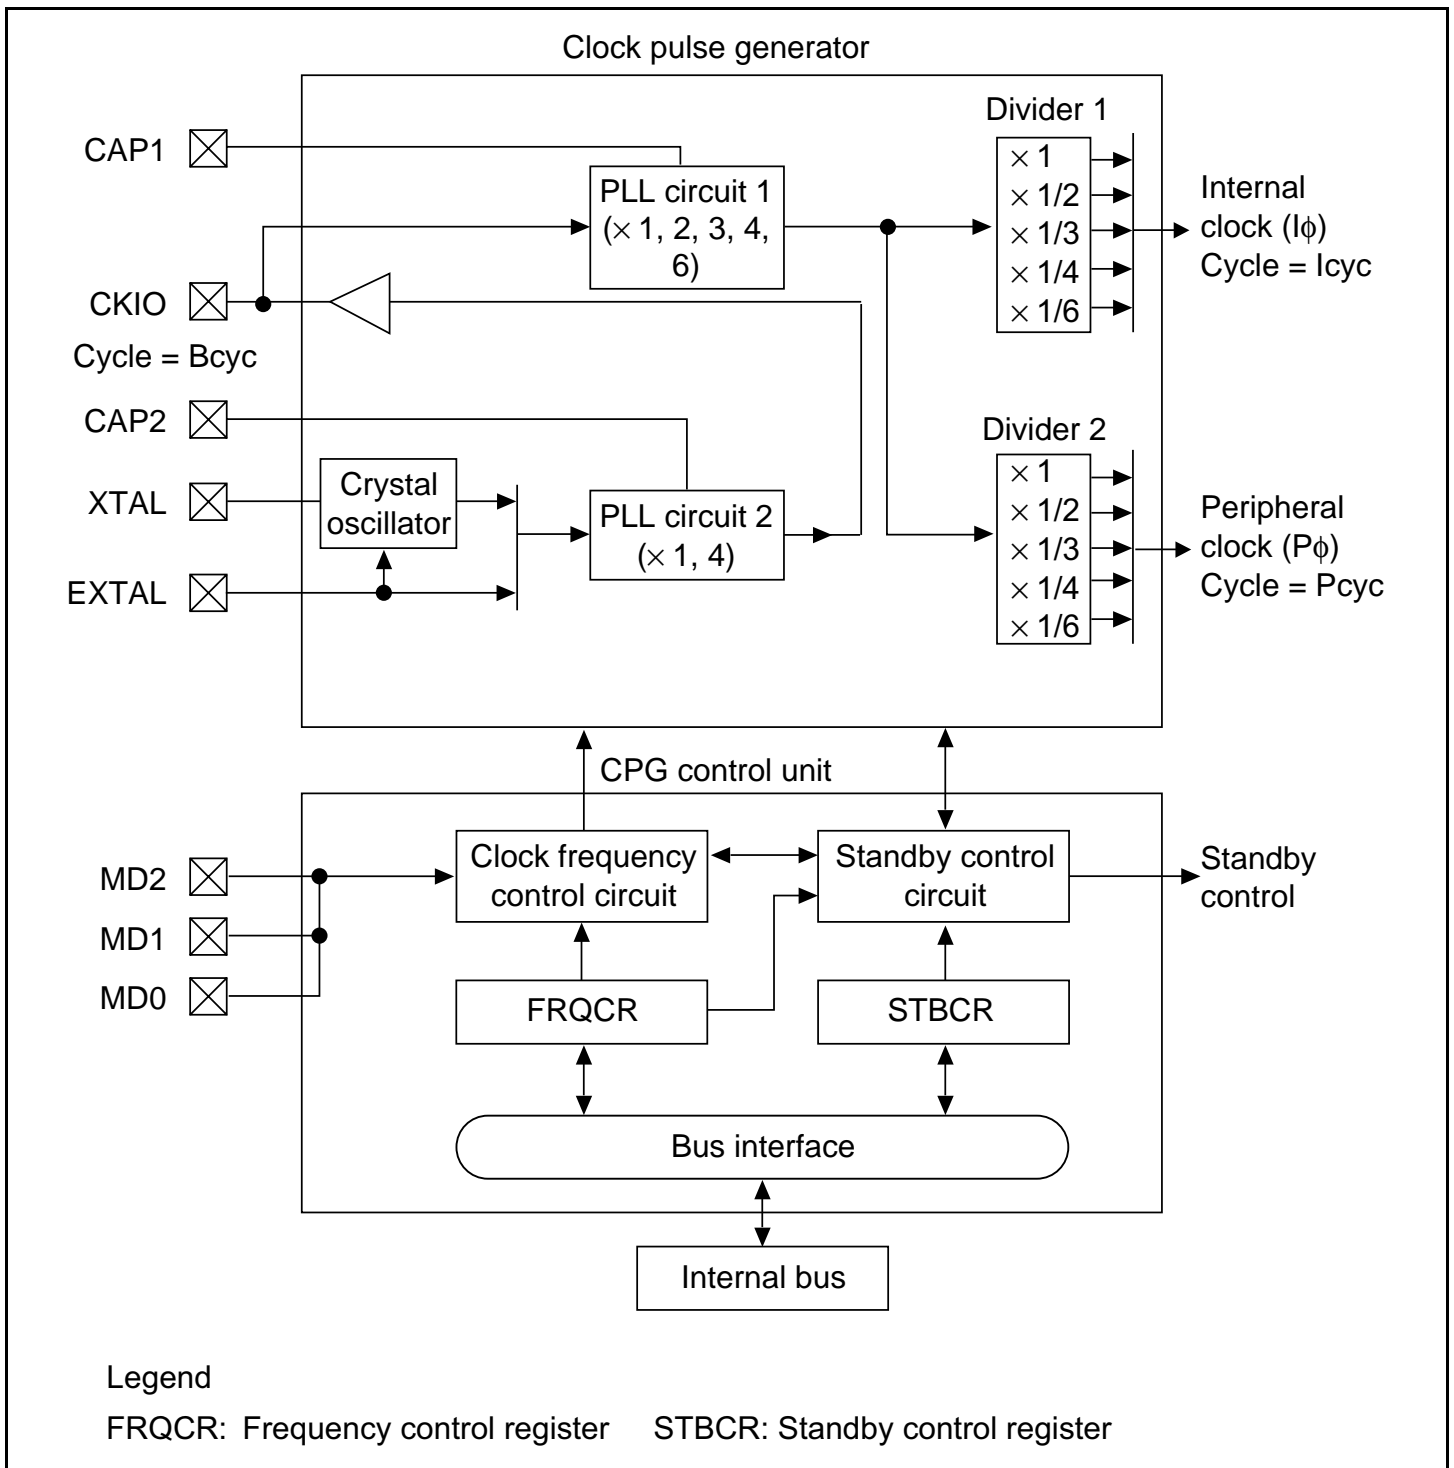 Clock pulse generator
CAP1
CKIO
Cycle = Bcyc
CAP2
XTAL
EXTAL
Crystal
oscillator
PLL circuit 1
(× 1, 2, 3, 4,
6)
PLL circuit 2
(× 1, 4)
Divider 1
× 1
× 1/2
× 1/3
× 1/4
× 1/6
Internal
clock (Iϕ)
Cycle = Icyc
Divider 2
× 1
× 1/2
× 1/3
× 1/4
× 1/6
Peripheral
clock (Pϕ)
Cycle = Pcyc
CPG control unit
MD2
MD1
MD0
Clock frequency
control circuit
Standby control
circuit
Standby
control
FRQCR
STBCR
Bus interface
Internal bus
Legend
FRQCR: Frequency control register STBCR: Standby control register